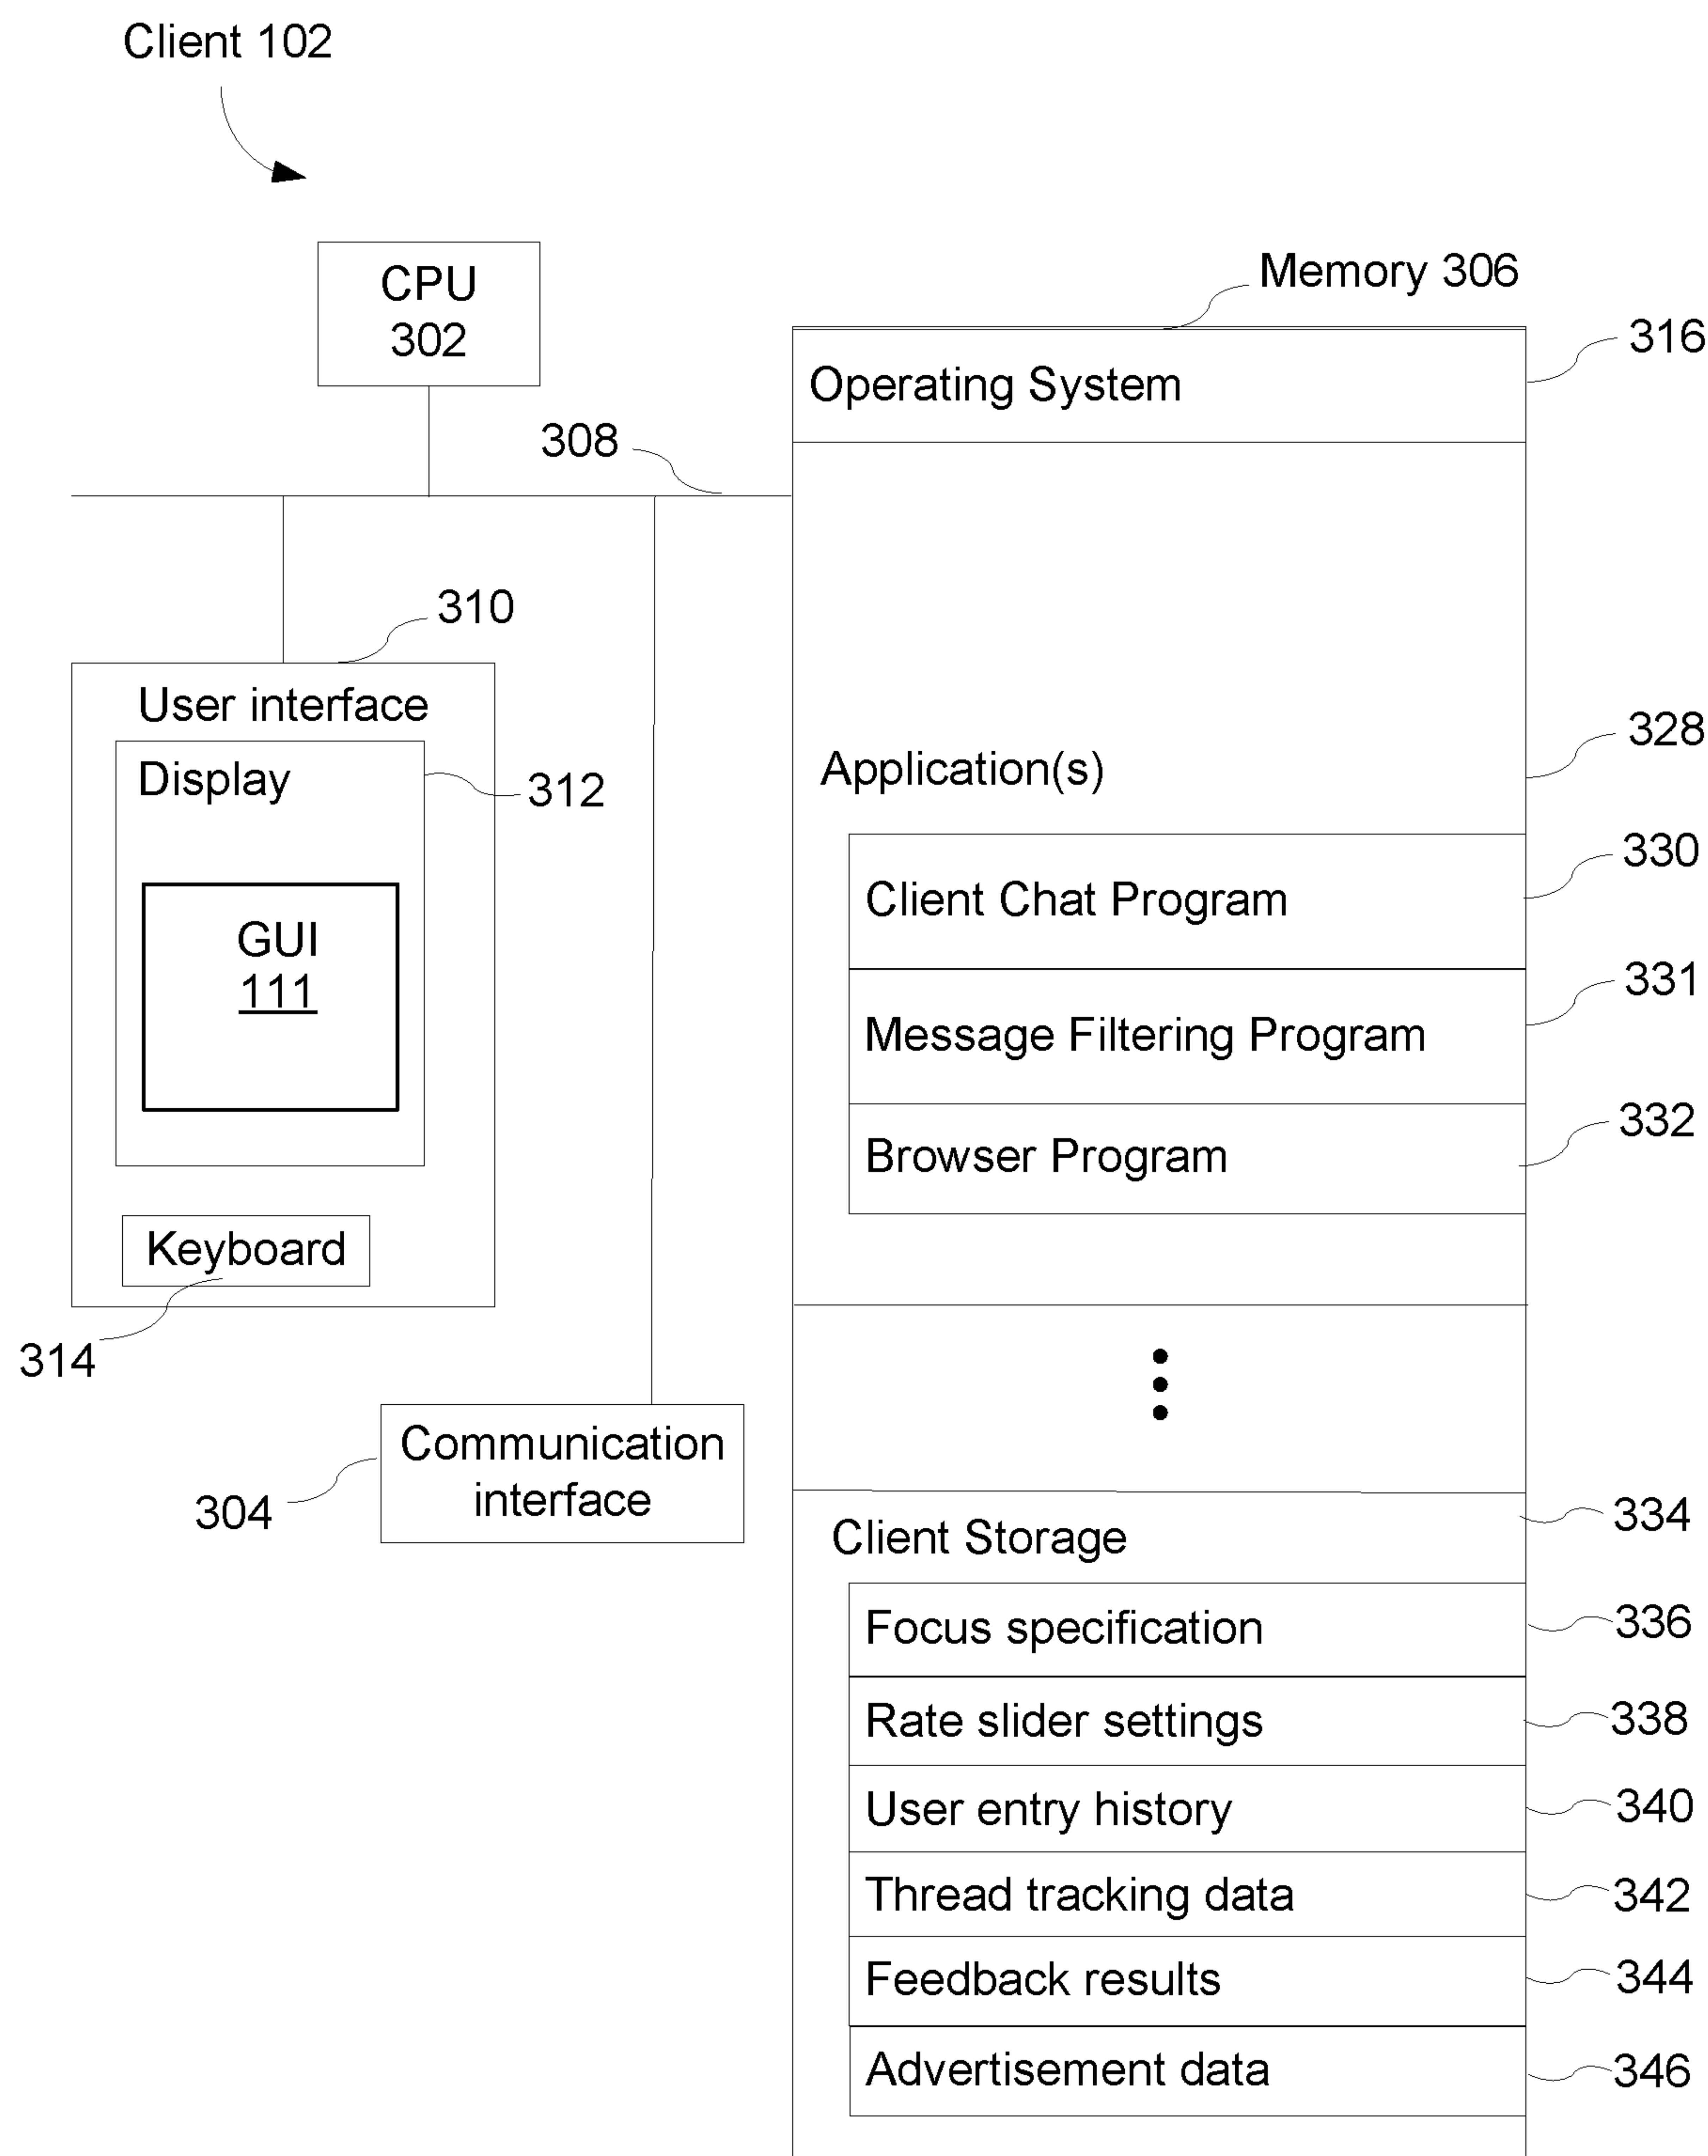 Client 102
CPU
302
Memory 306
316
Operating System
308
310
User interface
328
Display
312
Application(s)
330
Client Chat Program
GUI
111
331
Message Filtering Program
332
Browser Program
Keyboard
314
Communication
interface
304
334
Client Storage
336
Focus specification
338
Rate slider settings
340
User entry history
342
Thread tracking data
344
Feedback results
346
Advertisement data